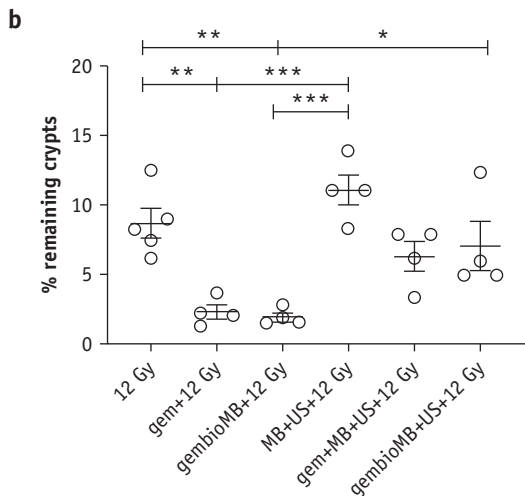 b
** *
** ***
***
20
15
10
5
0
% remaining crypts
12 Gy
gem+12 Gy
gembioMB+12 Gy
MB+US+12 Gy
gem+MB+US+12 Gy
gembioMB+US+12 Gy